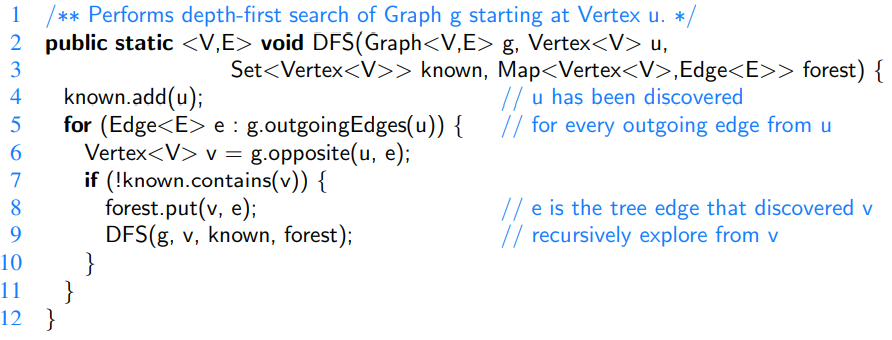 1 /** Performs depth-first search of Graph g starting at Vertex u. */
2 public static <V,E> void DFS(Graph<V,E> g, Vertex<V> u,
3 Set<Vertex<V>> known, Map<Vertex<V>,Edge<E>> forest) {
4 known.add(u); // u has been discovered
5 for (Edge<E> e : g.outgoingEdges(u)) { // for every outgoing edge from u
6 Vertex<V> v = g.opposite(u, e);
7 if (!known.contains(v)) {
8 forest.put(v, e); // e is the tree edge that discovered v
9 DFS(g, v, known, forest); // recursively explore from v
10 }
11 }
12 }